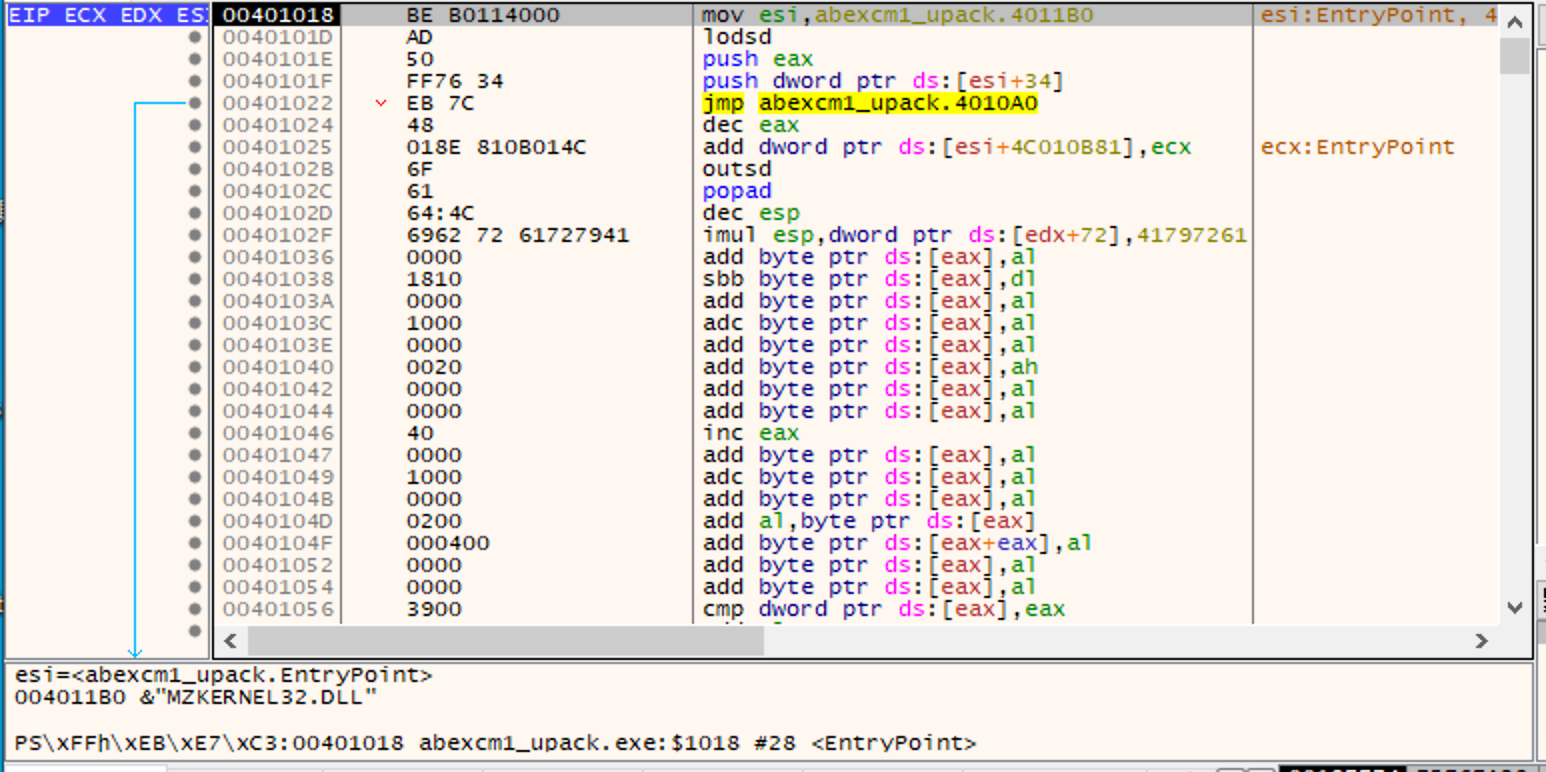 EIP ECX EDX ES 00401018 BE B0114000 mov esi,abexcm1_upack.4011B0 esi:EntryPoint, 4
0040101D AD lodsd
0040101E 50 push eax
0040101F FF76 34 push dword ptr ds:[esi+34]
00401022 EB 7C jmp abexcm1_upack.4010A0
00401024 48 dec eax
00401025 018E 810B014C add dword ptr ds:[esi+4C010B81],ecx ecx:EntryPoint
0040102B 6F outsd
0040102C 61 popad
0040102D 64:4C dec esp
0040102F 6962 72 61727941 imul esp,dword ptr ds:[edx+72],41797261
00401036 0000 add byte ptr ds:[eax],al
00401038 1810 sbb byte ptr ds:[eax],dl
0040103A 0000 add byte ptr ds:[eax],al
0040103C 1000 adc byte ptr ds:[eax],al
0040103E 0000 add byte ptr ds:[eax],al
00401040 0020 add byte ptr ds:[eax],ah
00401042 0000 add byte ptr ds:[eax],al
00401044 0000 add byte ptr ds:[eax],al
00401046 40 inc eax
00401047 0000 add byte ptr ds:[eax],al
00401049 1000 adc byte ptr ds:[eax],al
0040104B 0000 add byte ptr ds:[eax],al
0040104D 0200 add al,byte ptr ds:[eax]
0040104F 000400 add byte ptr ds:[eax+eax],al
00401052 0000 add byte ptr ds:[eax],al
00401054 0000 add byte ptr ds:[eax],al
00401056 3900 cmp dword ptr ds:[eax],eax
esi=<abexcm1_upack.EntryPoint>
004011B0 &"MZKERNEL32.DLL"
PS\xFFh\xEB\xE7\xC3:00401018 abexcm1_upack.exe:$1018 #28 <EntryPoint>